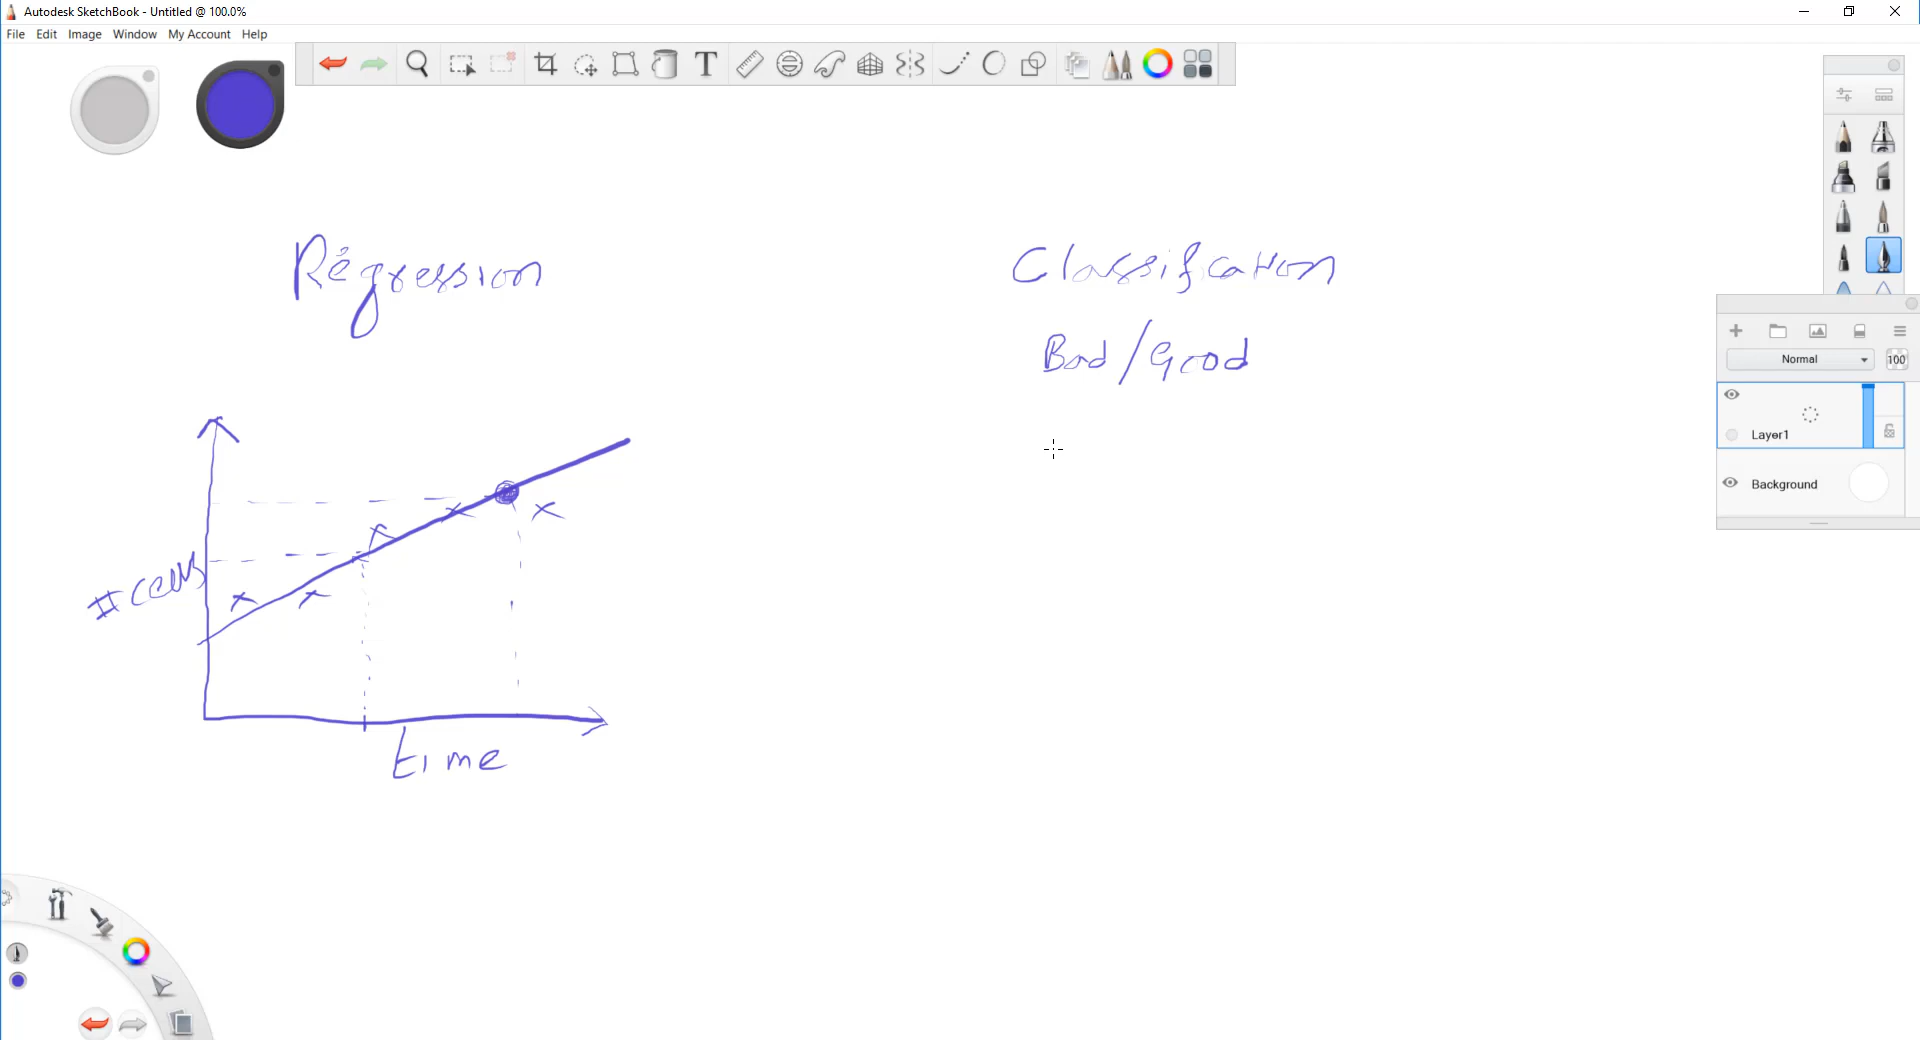 Autodesk SketchBook - Untitled @ 100.0%
File Edit Image Window My Account Help
T
Regression
Classification
Bad/Good
Normal
100
Layer1
Background
# cells
time